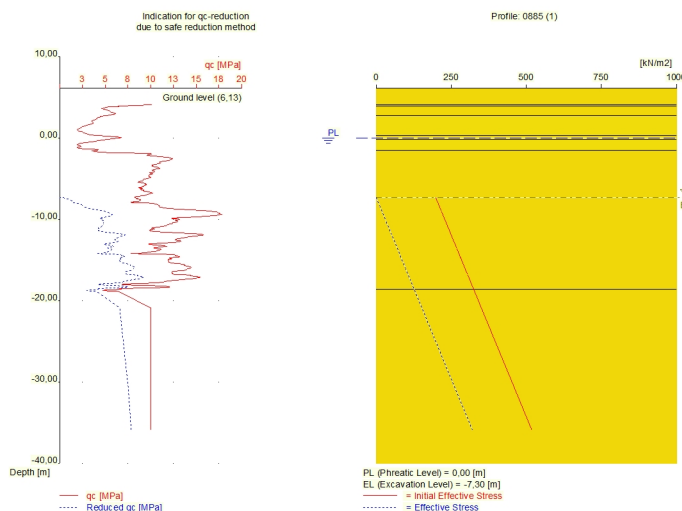 Indication for qc-reduction
due to safe reduction method
10,00
qc [MPa]
3 5 8 10 13 15 18 20
Ground level (6,13)
0,00
-10,00
-20,00
-30,00
-40,00
Depth [m]
qc [MPa]
Reduced qc [MPa]
Profile: 0885 (1)
[kN/m2]
0 250 500 750 1000
PL
PL (Phreatic Level) = 0,00 [m]
EL (Excavation Level) = -7,30 [m]
= Initial Effective Stress
= Effective Stress